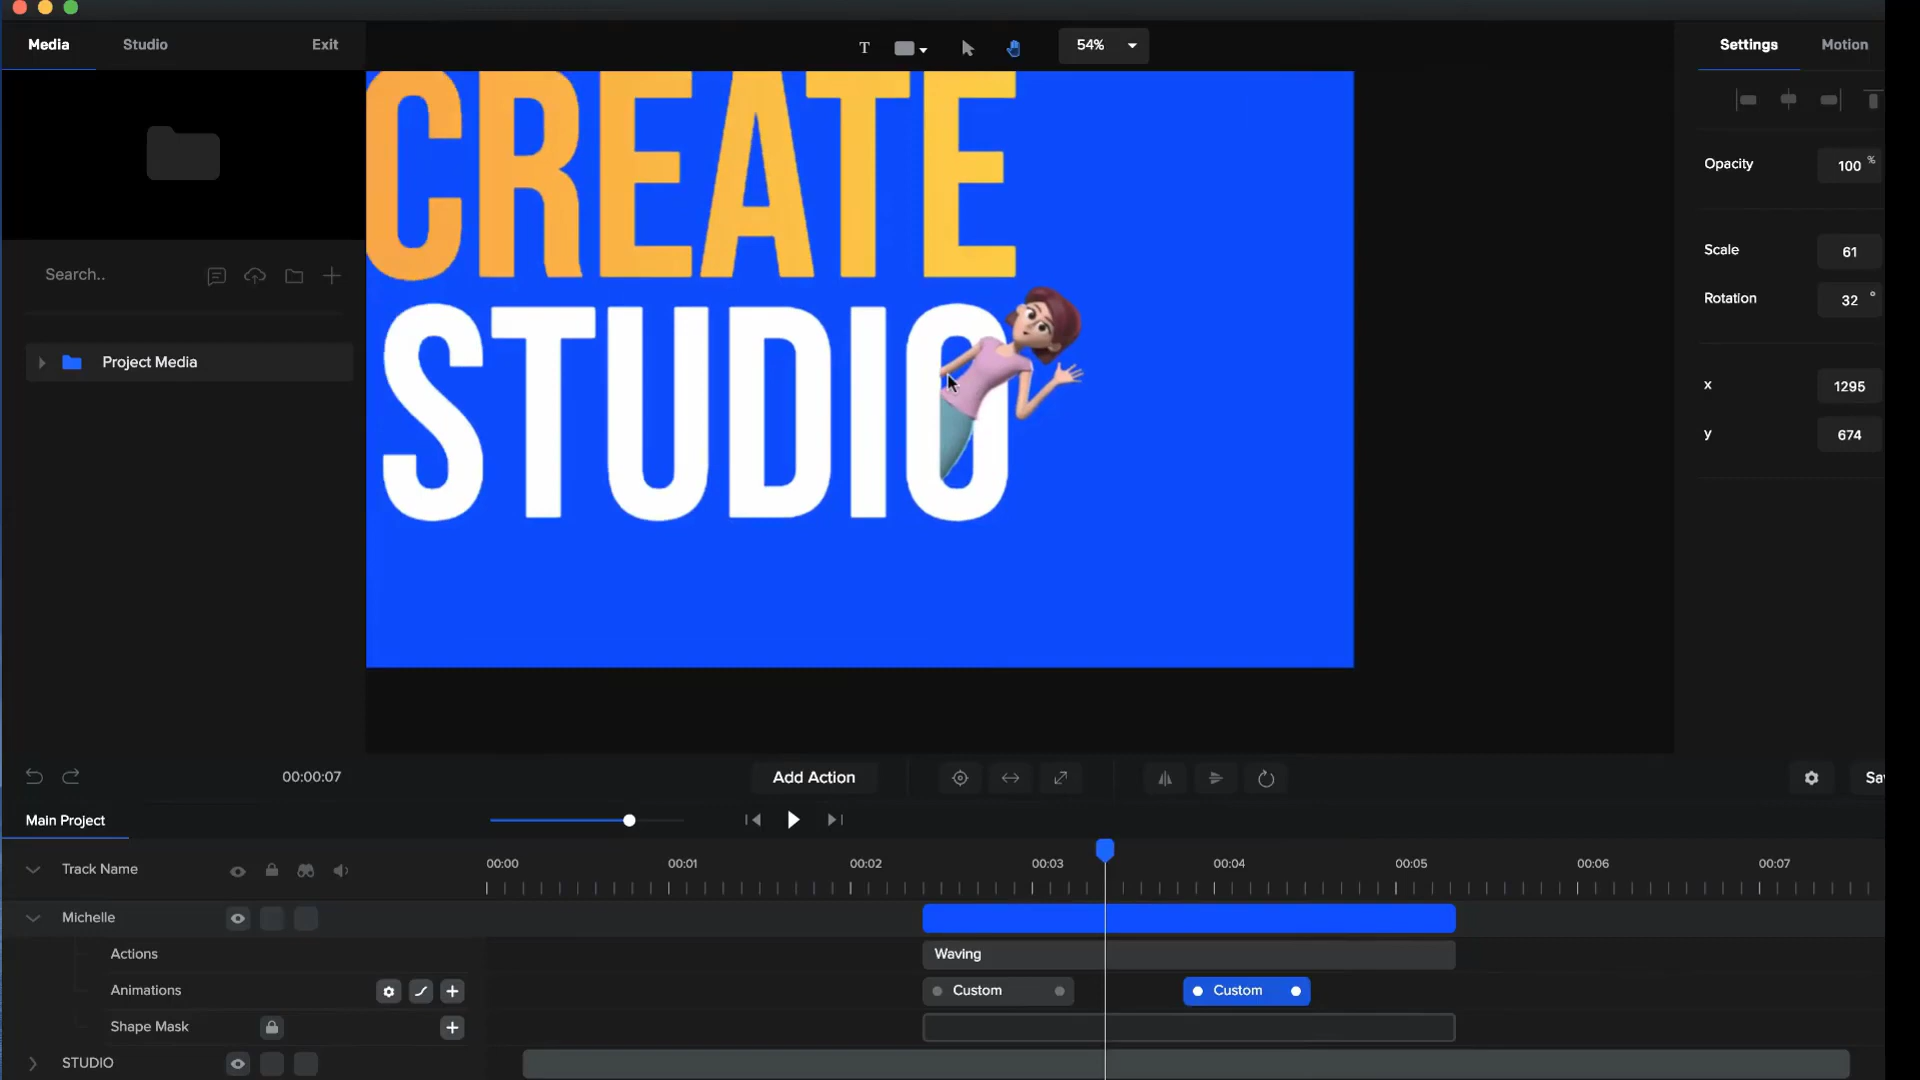 Media Studio Exit
T 54%
Settings Motion
CREATE
STUDIO
Opacity 100 %
Search..
Scale 61
Rotation 32 °
Project Media
x 1295
y 674
00:00:07
Add Action
Main Project
Track Name
00:00 00:01 00:02 00:03 00:04 00:05 00:06 00:07
Michelle
Actions
Waving
Animations
Custom Custom
Shape Mask
STUDIO